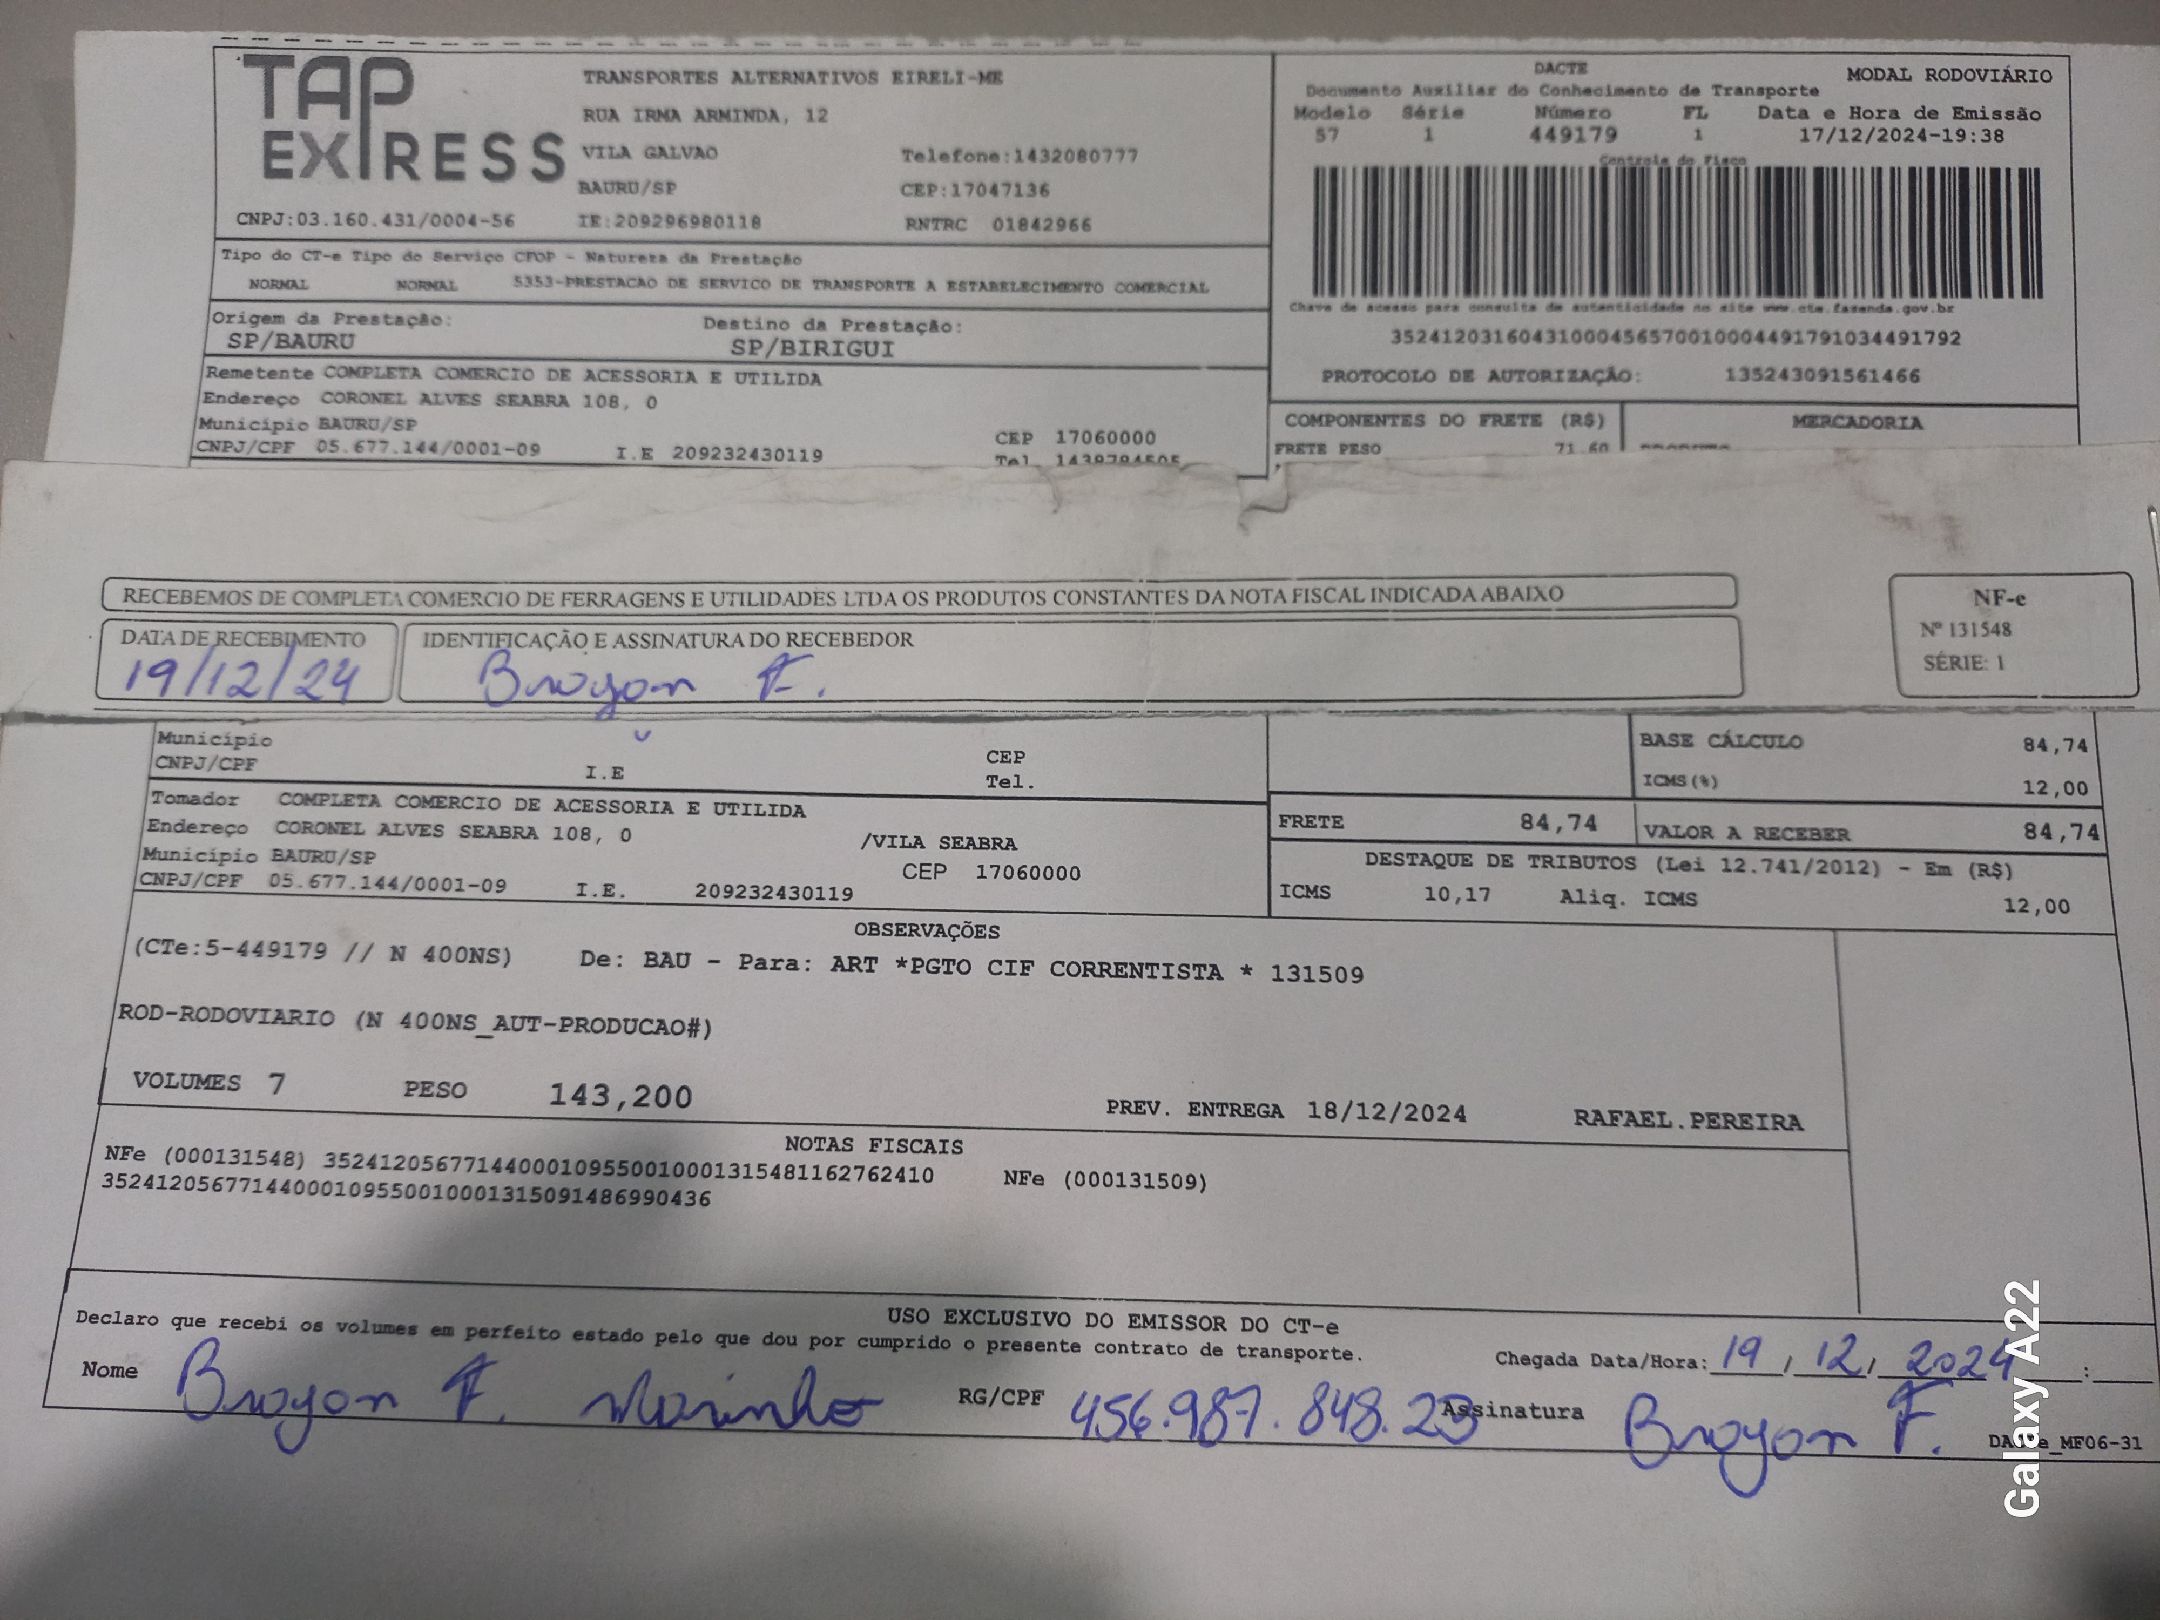 TAP EXPRESS
TRANSPORTES ALTERNATIVOS EIRELI-ME
RUA IRMA ARMINDA, 12
VILA GALVAO Telefone:1432080777
BAURU/SP CEP:17047136
CNPJ:03.160.431/0004-56 IE:209296980118 RNTRC 01842966
DACTE MODAL RODOVIÁRIO
Documento Auxiliar do Conhecimento de Transporte
Modelo Série Número FL Data e Hora de Emissão
57 1 449179 1 17/12/2024-19:38
Controle do Fisco
Chave de acesso para consulta de autenticidade no site www.cte.fazenda.gov.br
35241203160431000456570010004491791034491792
PROTOCOLO DE AUTORIZAÇÃO: 135243091561466
Tipo do CT-e Tipo do Serviço CFOP - Natureza da Prestação
NORMAL NORMAL 5353-PRESTACAO DE SERVICO DE TRANSPORTE A ESTABELECIMENTO COMERCIAL
Origem da Prestação: Destino da Prestação:
SP/BAURU SP/BIRIGUI
Remetente COMPLETA COMERCIO DE ACESSORIA E UTILIDA
Endereço CORONEL ALVES SEABRA 108, 0
Município BAURU/SP CEP 17060000
CNPJ/CPF 05.677.144/0001-09 I.E 209232430119 Tel
COMPONENTES DO FRETE (R$) MERCADORIA
FRETE PESO 71,60
RECEBEMOS DE COMPLETA COMERCIO DE FERRAGENS E UTILIDADES LTDA OS PRODUTOS CONSTANTES DA NOTA FISCAL INDICADA ABAIXO
DATA DE RECEBIMENTO IDENTIFICAÇÃO E ASSINATURA DO RECEBEDOR
19/12/24 Brayon F.
NF-e
Nº 131548
SÉRIE: 1
Município CEP
CNPJ/CPF I.E Tel.
BASE CÁLCULO 84,74
ICMS(%) 12,00
Tomador COMPLETA COMERCIO DE ACESSORIA E UTILIDA
Endereço CORONEL ALVES SEABRA 108, 0 /VILA SEABRA
Município BAURU/SP CEP 17060000
CNPJ/CPF 05.677.144/0001-09 I.E. 209232430119
FRETE 84,74 VALOR A RECEBER 84,74
DESTAQUE DE TRIBUTOS (Lei 12.741/2012) - Em (R$)
ICMS 10,17 Aliq. ICMS 12,00
OBSERVAÇÕES
(CTe:5-449179 // N 400NS) De: BAU - Para: ART *PGTO CIF CORRENTISTA * 131509
ROD-RODOVIARIO (N 400NS_AUT-PRODUCAO#)
VOLUMES 7 PESO 143,200 PREV. ENTREGA 18/12/2024 RAFAEL.PEREIRA
NOTAS FISCAIS
NFe (000131548) 35241205677144000109550010001315481162762410 NFe (000131509)
35241205677144000109550010001315091486990436
USO EXCLUSIVO DO EMISSOR DO CT-e
Declaro que recebi os volumes em perfeito estado pelo que dou por cumprido o presente contrato de transporte.
Chegada Data/Hora: 19 / 12 / 2024 :
Nome Brayon F. Marinho RG/CPF 456.987.848.23 Assinatura Brayon F.
MF06-31
Galaxy A22